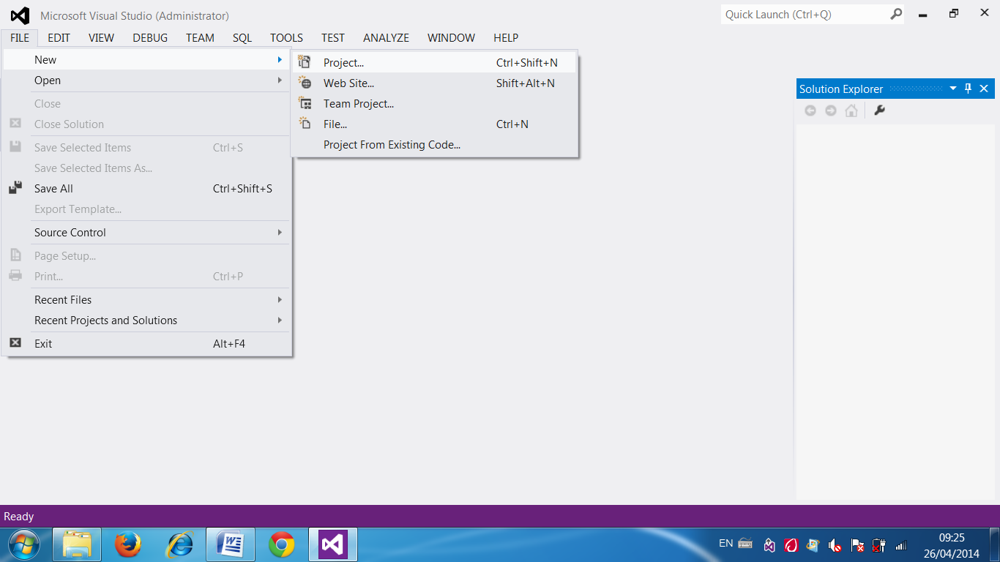 Microsoft Visual Studio (Administrator)
Quick Launch (Ctrl+Q)
FILE EDIT VIEW DEBUG TEAM SQL TOOLS TEST ANALYZE WINDOW HELP
New
Open
Close
Close Solution
Save Selected Items Ctrl+S
Save Selected Items As...
Save All Ctrl+Shift+S
Export Template...
Source Control
Page Setup...
Print... Ctrl+P
Recent Files
Recent Projects and Solutions
Exit Alt+F4
Project... Ctrl+Shift+N
Web Site... Shift+Alt+N
Team Project...
File... Ctrl+N
Project From Existing Code...
Solution Explorer
Ready
EN
09:25
26/04/2014